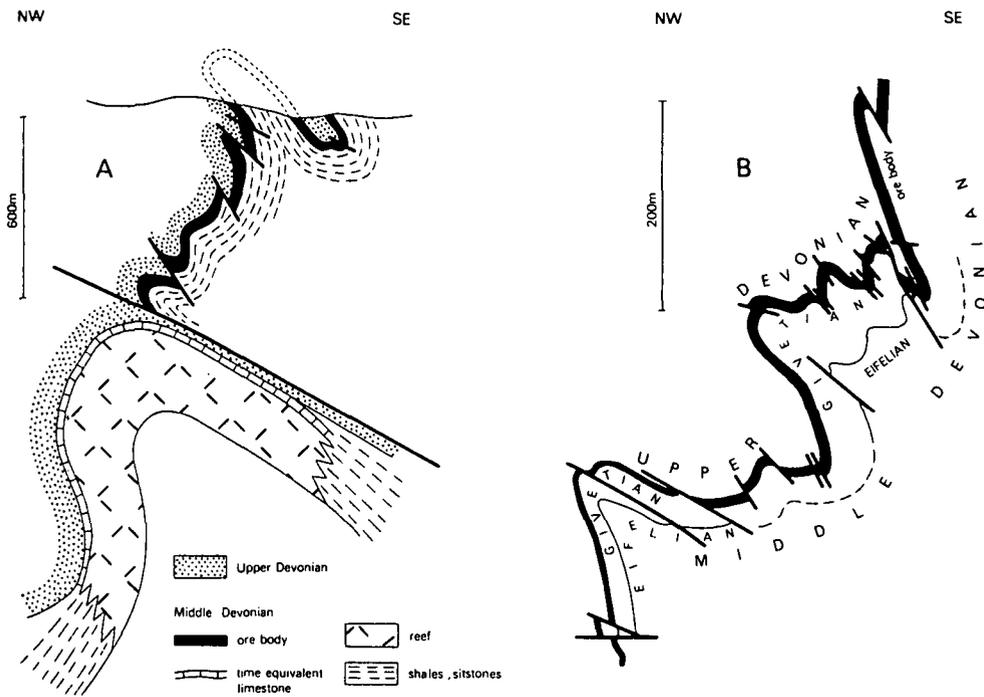 NW
SE
A
600m
Upper Devonian
Middle Devonian
ore body
reef
time equivalent
limestone
shales , sitstones
NW
SE
B
200m
ore body
DEVONIAN
GIVETIAN
EIFELIAN
UPPER
GIVETIAN
EIFELIAN
MIDDLE DEVONIAN